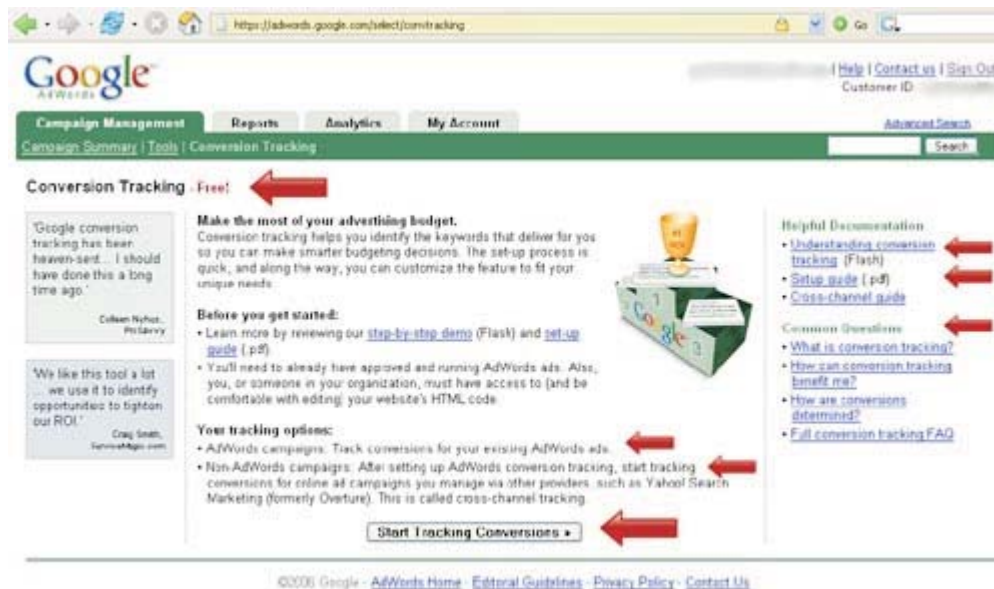 https://adwords.google.com/select/convtracking
Go
Google
AdWords
| Help | Contact us | Sign Out
Customer ID
Campaign Management
Reports
Analytics
My Account
Advanced Search
Campaign Summary | Tools | Conversion Tracking
Search
Conversion Tracking - Free!
"Google conversion
tracking has been
heaven-sent... I should
have done this a long
time ago."
Colleen
"We like this tool a lot
... we use it to identify
opportunities to tighten
our ROI."
Craig Smith,
ServiceMagic.com
Make the most of your advertising budget.
Conversion tracking helps you identify the keywords that deliver for you
so you can make smarter budgeting decisions. The set-up process is
quick, and along the way, you can customize the feature to fit your
unique needs.
Before you get started:
• Learn more by reviewing our step-by-step demo (Flash) and set-up
guide (.pdf).
• You'll need to already have approved and running AdWords ads. Also,
you, or someone in your organization, must have access to (and be
comfortable with editing) your website's HTML code.
Your tracking options:
• AdWords campaigns: Track conversions for your existing AdWords ads.
• Non-AdWords campaigns: After setting up AdWords conversion tracking, start tracking
conversions for online ad campaigns you manage via other providers, such as Yahoo! Search
Marketing (formerly Overture). This is called cross-channel tracking.
Start Tracking Conversions »
Google
Helpful Documentation
• Understanding conversion
tracking (Flash)
• Setup guide (.pdf)
• Cross-channel guide
Common Questions
• What is conversion tracking?
• How can conversion tracking
benefit me?
• How are conversions
determined?
• Full conversion tracking FAQ
©2006 Google - AdWords Home - Editorial Guidelines - Privacy Policy - Contact Us